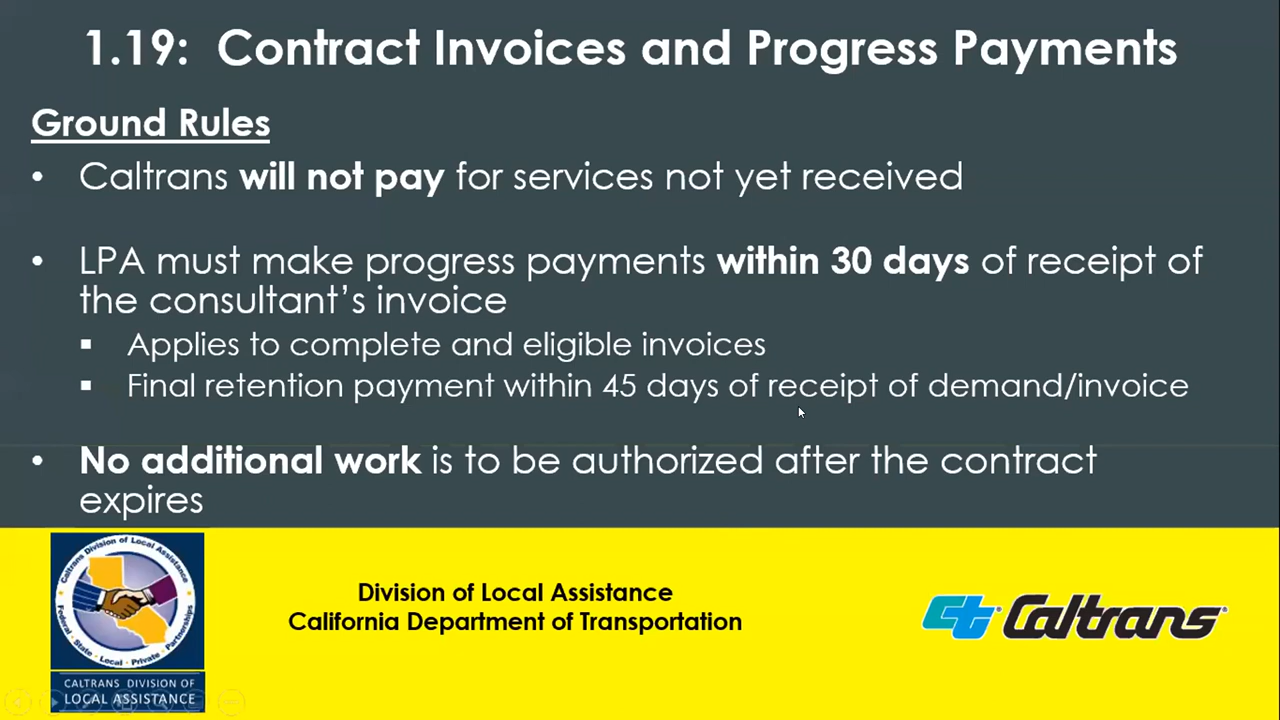 1.19: Contract Invoices and Progress Payments
Ground Rules
• Caltrans will not pay for services not yet received
• LPA must make progress payments within 30 days of receipt of
the consultant's invoice
▪ Applies to complete and eligible invoices
▪ Final retention payment within 45 days of receipt of demand/invoice
• No additional work is to be authorized after the contract
expires
Caltrans Division of Local Assistance
Federal - State - Local - Private - Partnerships
CALTRANS DIVISION OF
LOCAL ASSISTANCE
Division of Local Assistance
California Department of Transportation
ct Caltrans